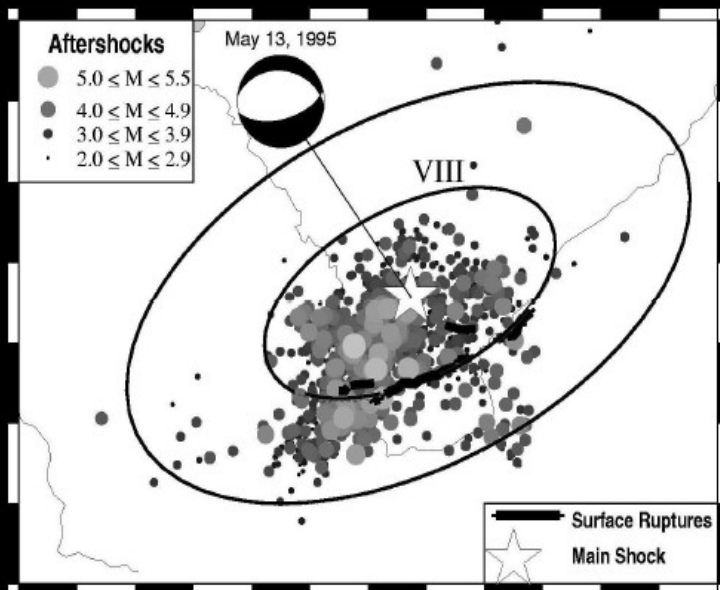 Aftershocks
5.0 ≤ M ≤ 5.5
4.0 ≤ M ≤ 4.9
3.0 ≤ M ≤ 3.9
2.0 ≤ M ≤ 2.9
May 13, 1995
VIII
Surface Ruptures
Main Shock